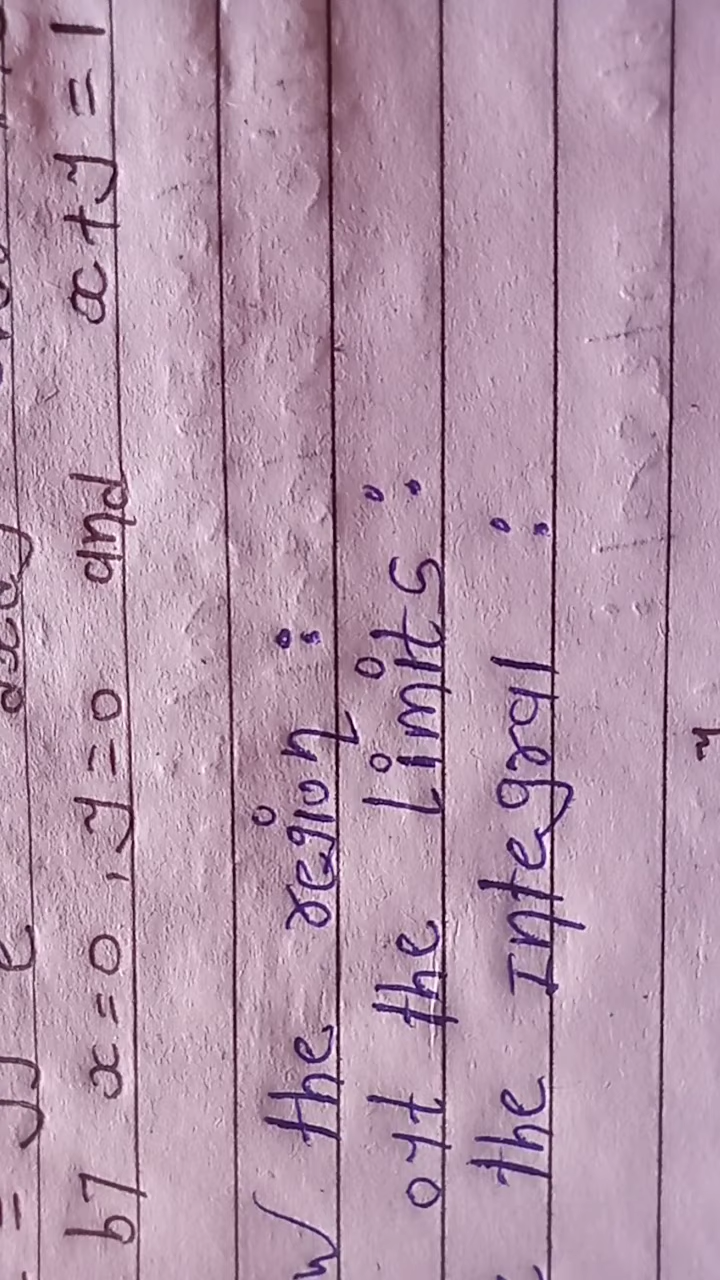 by x=0 , y=0 and x+y=1
the region :
the Limits :
the Integral :